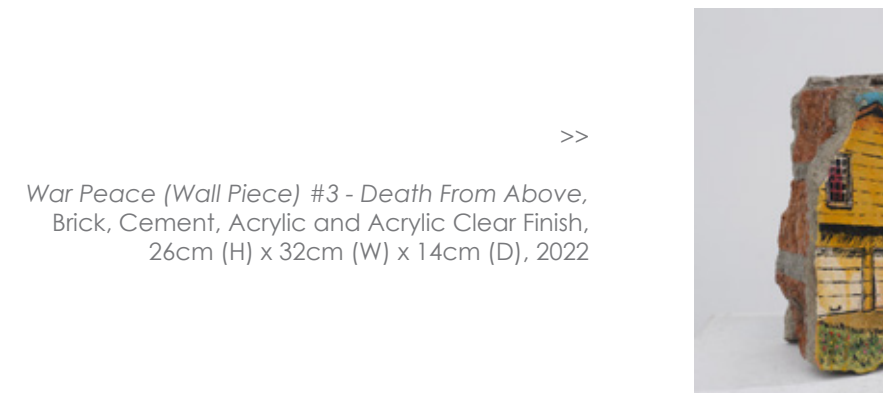 >>
War Peace (Wall Piece) #3 - Death From Above,
Brick, Cement, Acrylic and Acrylic Clear Finish,
26cm (H) x 32cm (W) x 14cm (D), 2022